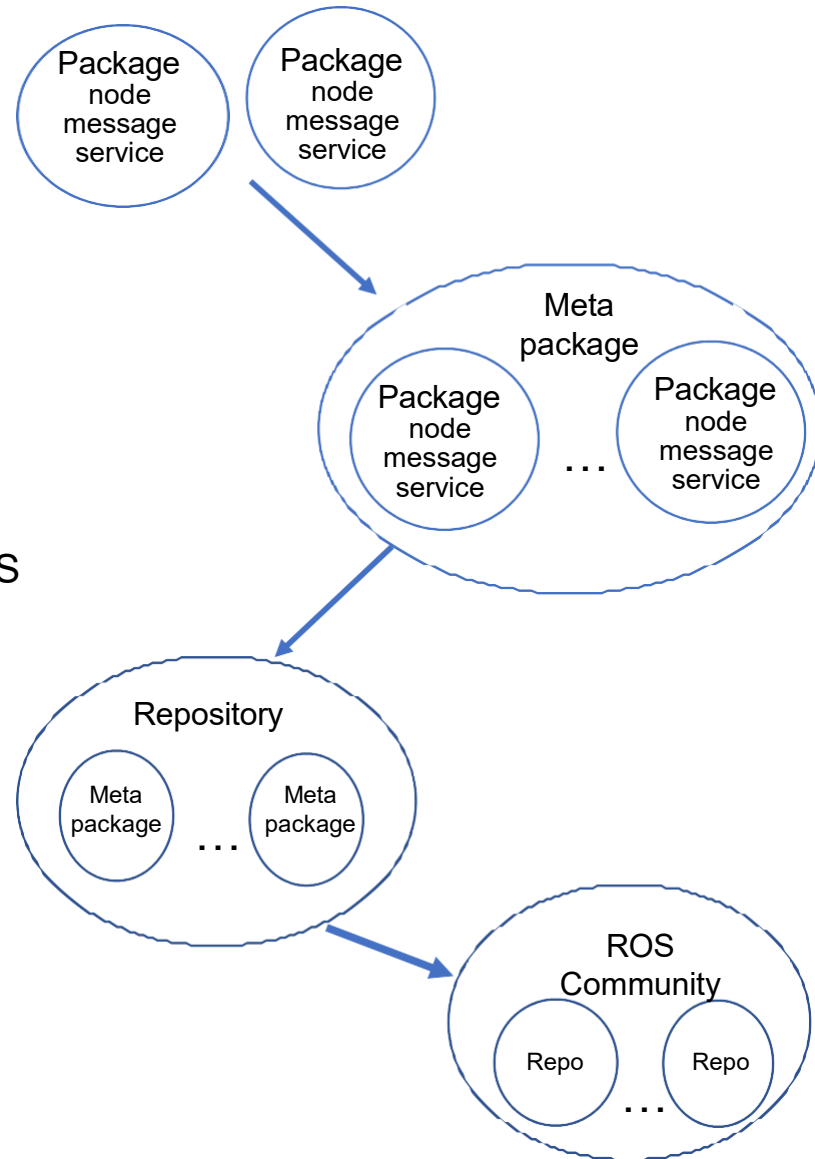 Package
node
message
service
Package
node
message
service
Meta
package
Package
node
message
service
...
Package
node
message
service
S
Repository
Meta
package
...
Meta
package
ROS
Community
Repo
...
Repo